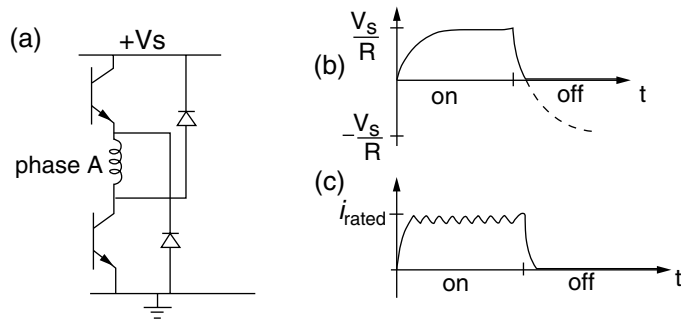 (a)
+Vs
phase A
(b)
Vs
R
on
off
t
−Vs
R
(c)
i rated
on
off
t